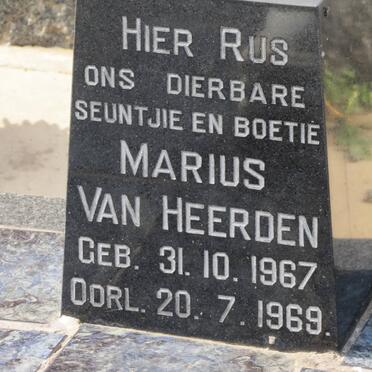 HIER RUS
ONS DIERBARE
SEUNTJIE EN BOETIE
MARIUS
VAN HEERDEN
GEB. 31. 10. 1967
OORL. 20. 7. 1969.